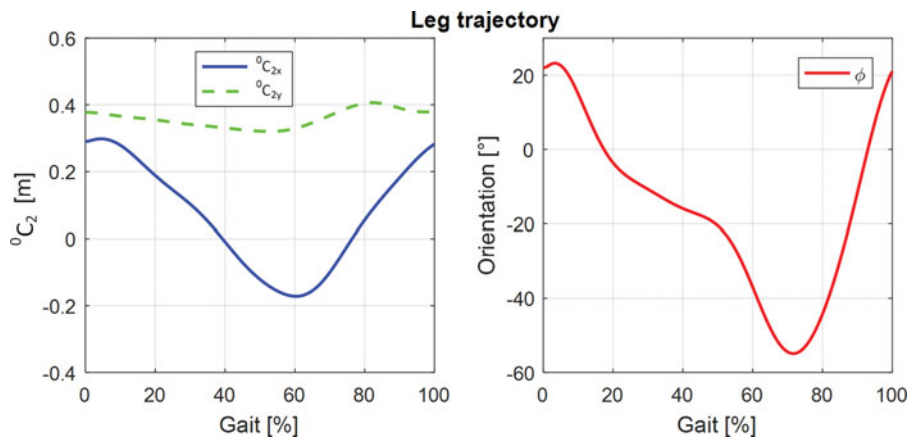 Leg trajectory
0.6
0.4
0.2
0
-0.2
-0.4
⁰C₂ [m]
⁰C₂ₓ
⁰C₂ᵧ
0 20 40 60 80 100
Gait [%]
20
0
-20
-40
-60
Orientation [°]
ϕ
0 20 40 60 80 100
Gait [%]